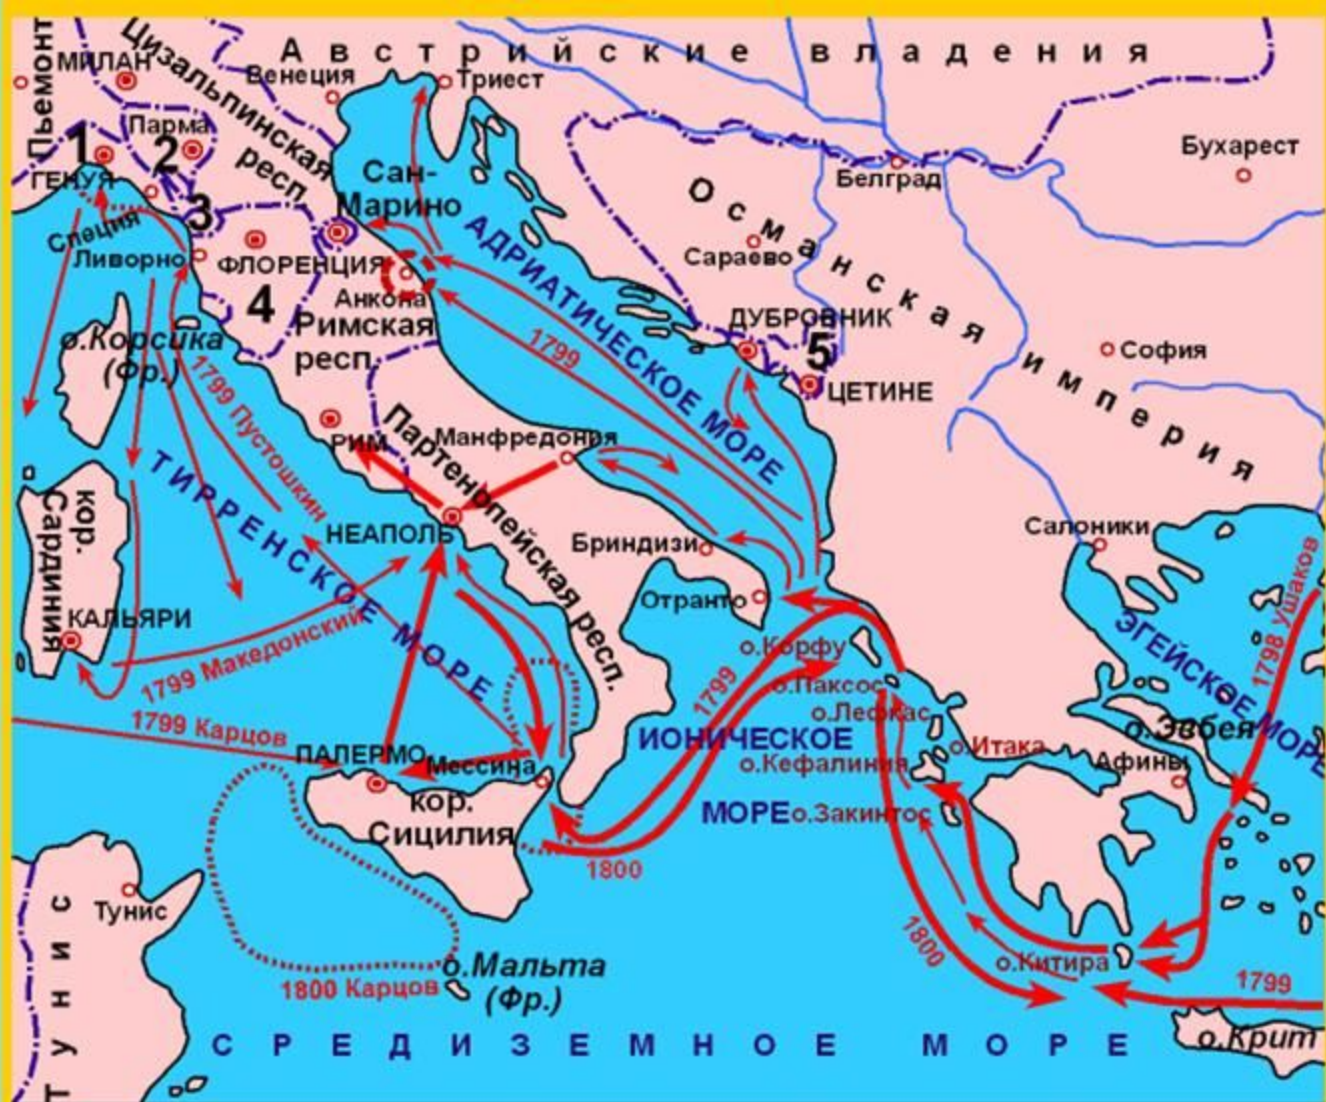 Австрийские владения
Пьемонт
МИЛАН
Цизальпинская
респ.
Венеция
Триест
Парма
1
2
3
ГЕНУЯ
Специя
Ливорно
ФЛОРЕНЦИЯ
4
Сан-
Марино
Анкона
Римская
респ.
АДРИАТИЧЕСКОЕ МОРЕ
1799
Белград
Бухарест
Османская империя
Сараево
ДУБРОВНИК
5
ЦЕТИНЕ
София
о.Корсика
(Фр.)
1799 Пустошкин
РИМ
Партенопейская респ.
Манфредония
НЕАПОЛЬ
Бриндизи
Отранто
Салоники
ТИРРЕНСКОЕ МОРЕ
кор.
Сардиния
КАЛЬЯРИ
1799 Македонский
1799 Карцов
ПАЛЕРМО
Мессина
кор.
Сицилия
о.Корфу
о.Паксос
о.Лефкас
1799
ИОНИЧЕСКОЕ
МОРЕ
о.Итака
о.Кефалиния
о.Закинтос
1800
ЭГЕЙСКОЕ МОРЕ
1798 Ушаков
о.Эвбея
Афины
Тунис
ТУНИС
1800 Карцов
о.Мальта
(Фр.)
1800
о.Китира
1799
о.Крит
СРЕДИЗЕМНОЕ МОРЕ